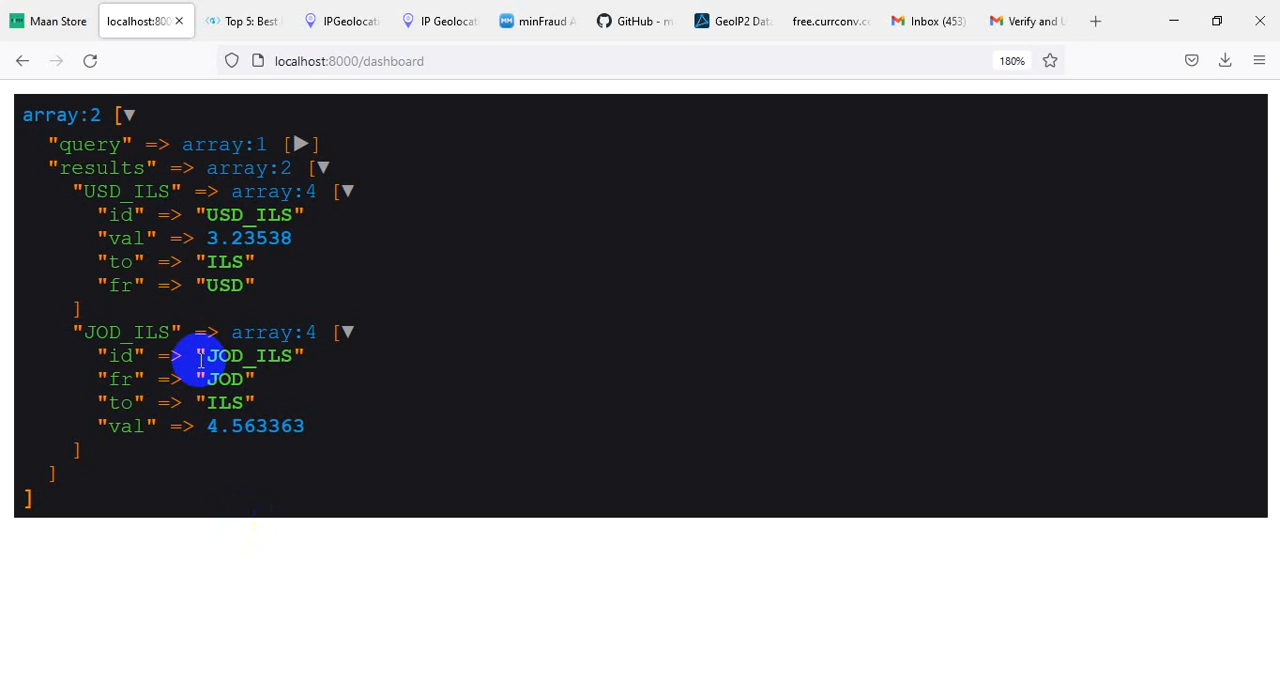 Maan Store
localhost:800
Top 5: Best
IPGeolocat
IP Geolocat
minFraud A
GitHub - m
GeoIP2 Dat
free.currconv.c
Inbox (453)
Verify and U
localhost:8000/dashboard
180%
array:2 [▼
"query" => array:1 [▶]
"results" => array:2 [▼
"USD_ILS" => array:4 [▼
"id" => "USD_ILS"
"val" => 3.23538
"to" => "ILS"
"fr" => "USD"
]
"JOD_ILS" => array:4 [▼
"id" => "JOD_ILS"
"fr" => "JOD"
"to" => "ILS"
"val" => 4.563363
]
]
]